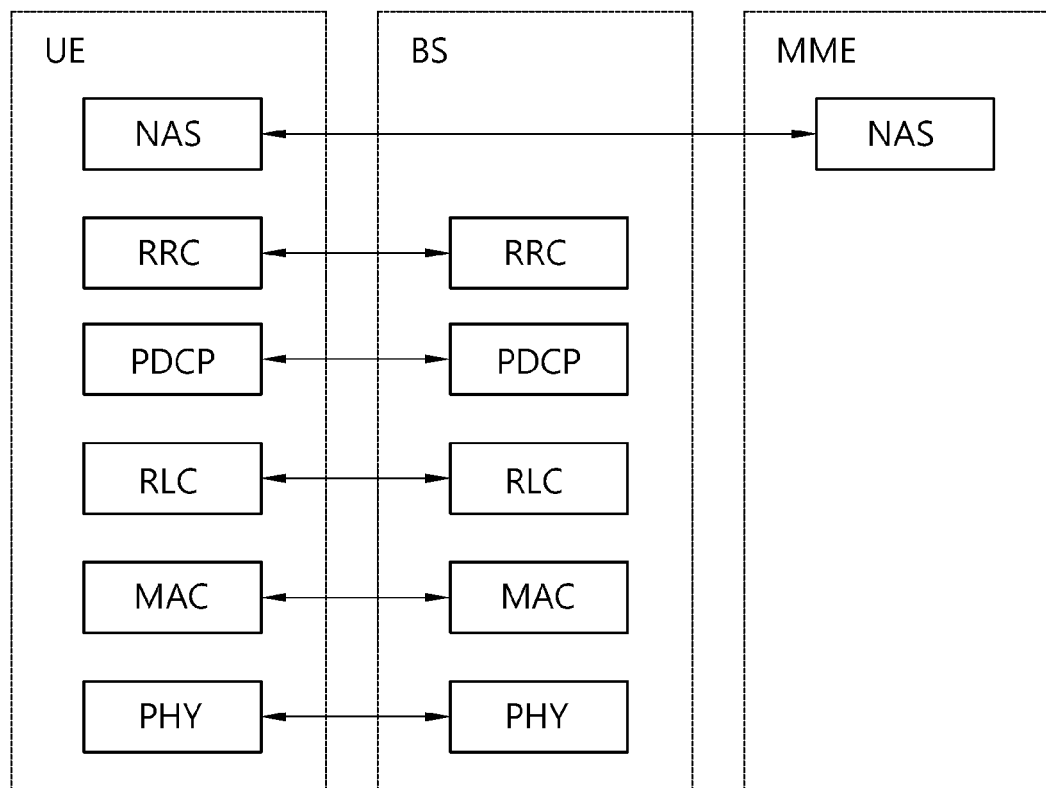 UE BS MME
NAS NAS
RRC RRC
PDCP PDCP
RLC RLC
MAC MAC
PHY PHY